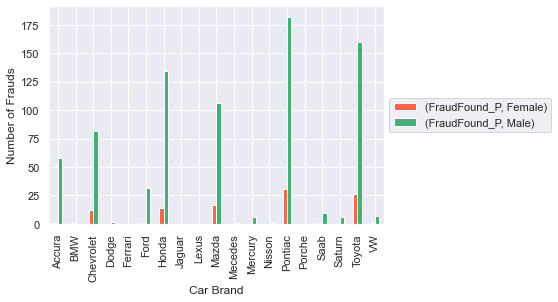 175
150
125
100
75
50
25
0
Number of Frauds
(FraudFound_P, Female)
(FraudFound_P, Male)
Accura
BMW
Chevrolet
Dodge
Ferrari
Ford
Honda
Jaguar
Lexus
Mazda
Mecedes
Mercury
Nisson
Pontiac
Porche
Saab
Saturn
Toyota
VW
Car Brand